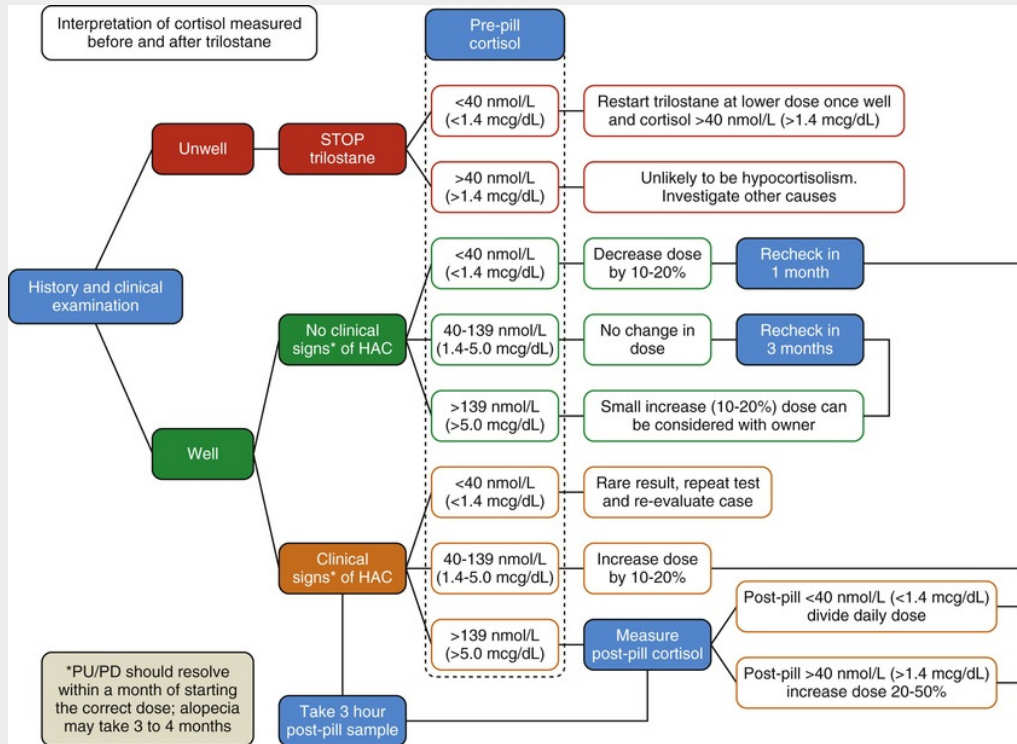 Interpretation of cortisol measured
before and after trilostane
Pre-pill
cortisol
<40 nmol/L
(<1.4 mcg/dL)
Restart trilostane at lower dose once well
and cortisol >40 nmol/L (>1.4 mcg/dL)
Unwell
STOP
trilostane
>40 nmol/L
(>1.4 mcg/dL)
Unlikely to be hypocortisolism.
Investigate other causes
<40 nmol/L
(<1.4 mcg/dL)
Decrease dose
by 10-20%
Recheck in
1 month
History and clinical
examination
No clinical
signs* of HAC
40-139 nmol/L
(1.4-5.0 mcg/dL)
No change in
dose
Recheck in
3 months
>139 nmol/L
(>5.0 mcg/dL)
Small increase (10-20%) dose can
be considered with owner
Well
<40 nmol/L
(<1.4 mcg/dL)
Rare result, repeat test
and re-evaluate case
Clinical
signs* of HAC
40-139 nmol/L
(1.4-5.0 mcg/dL)
Increase dose
by 10-20%
Post-pill <40 nmol/L (<1.4 mcg/dL)
divide daily dose
>139 nmol/L
(>5.0 mcg/dL)
Measure
post-pill cortisol
Post-pill >40 nmol/L (>1.4 mcg/dL)
increase dose 20-50%
*PU/PD should resolve
within a month of starting
the correct dose; alopecia
may take 3 to 4 months
Take 3 hour
post-pill sample